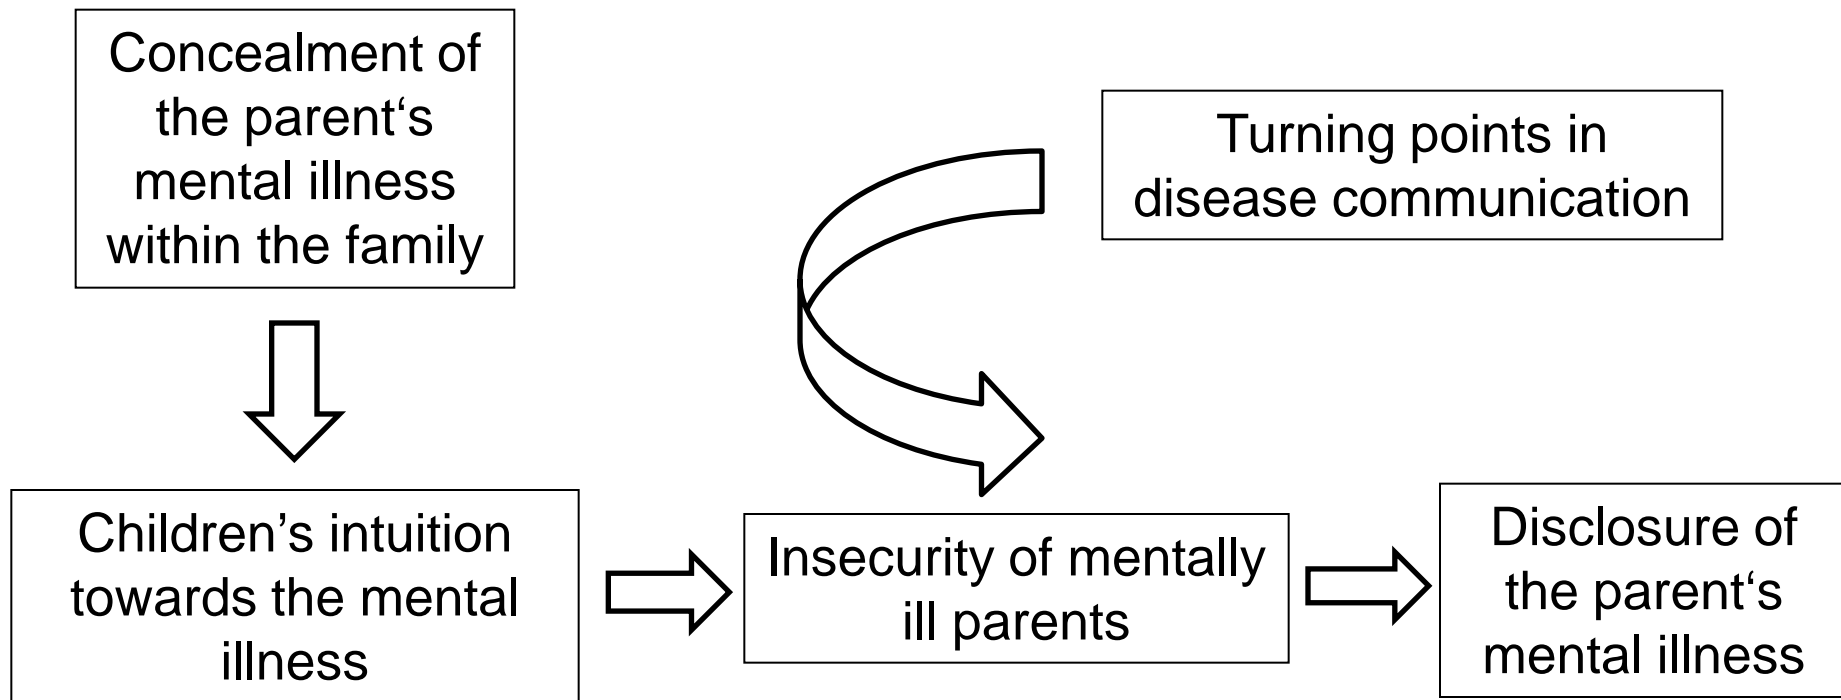 Concealment of
the parent‘s
mental illness
within the family
Turning points in
disease communication
Children’s intuition
towards the mental
illness
Insecurity of mentally
ill parents
Disclosure of
the parent‘s
mental illness